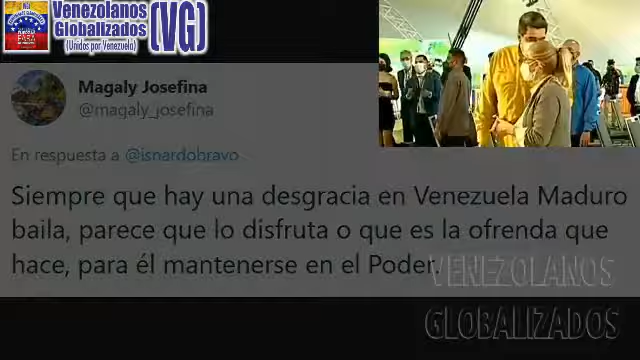 Venezolanos
Globalizados
(Unidos por Venezuela)
(VG)
Magaly Josefina
@magaly_josefina
En respuesta a @isnardobravo
Siempre que hay una desgracia en Venezuela Maduro
baila, parece que lo disfruta o que es la ofrenda que
hace, para él mantenerse en el Poder.
VENEZOLANOS
GLOBALIZADOS